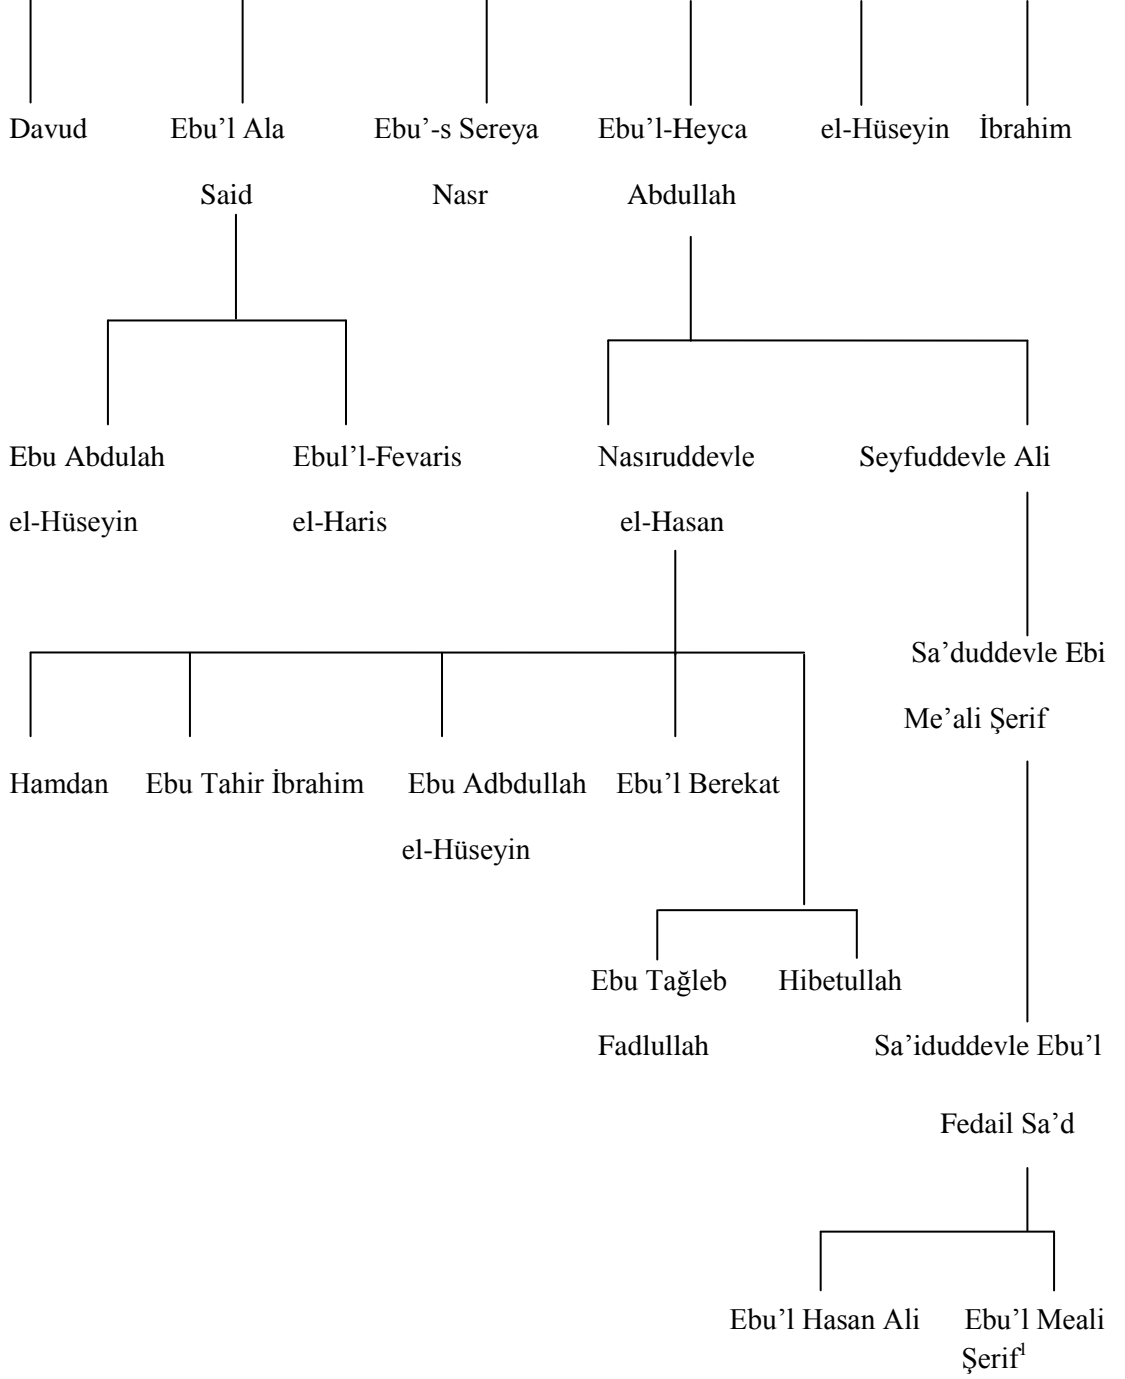 Davud Ebu’l Ala Ebu’-s Sereya Ebu’l-Heyca el-Hüseyin İbrahim
Said Nasr Abdullah
Ebu Abdulah Ebul’l-Fevaris Nasıruddevle Seyfuddevle Ali
el-Hüseyin el-Haris el-Hasan
Sa’duddevle Ebi
Me’ali Şerif
Hamdan Ebu Tahir İbrahim Ebu Adbdullah Ebu’l Berekat
el-Hüseyin
Ebu Tağleb Hibetullah
Fadlullah Sa’iduddevle Ebu’l
Fedail Sa’d
Ebu’l Hasan Ali Ebu’l Meali
Şerif¹